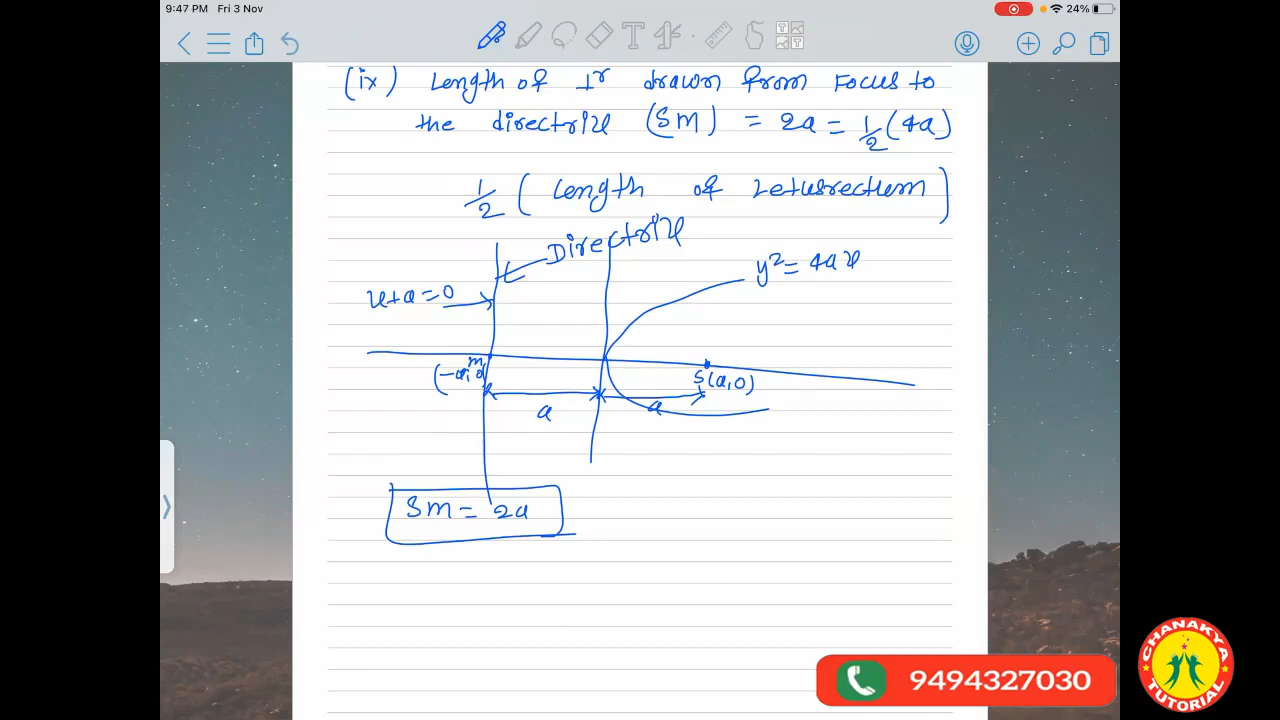 9:47 PM Fri 3 Nov
24%
(ix) Length of ⊥r drawn from Focus to
the directrix (SM) = 2a = 1/2 (4a)
1/2 ( Length of Letusrectum )
Directrix
y² = 4ax
x+a=0
M
(-a,0)
S(a,0)
a
a
SM = 2a
CHANAKYA
TUTORIAL
9494327030